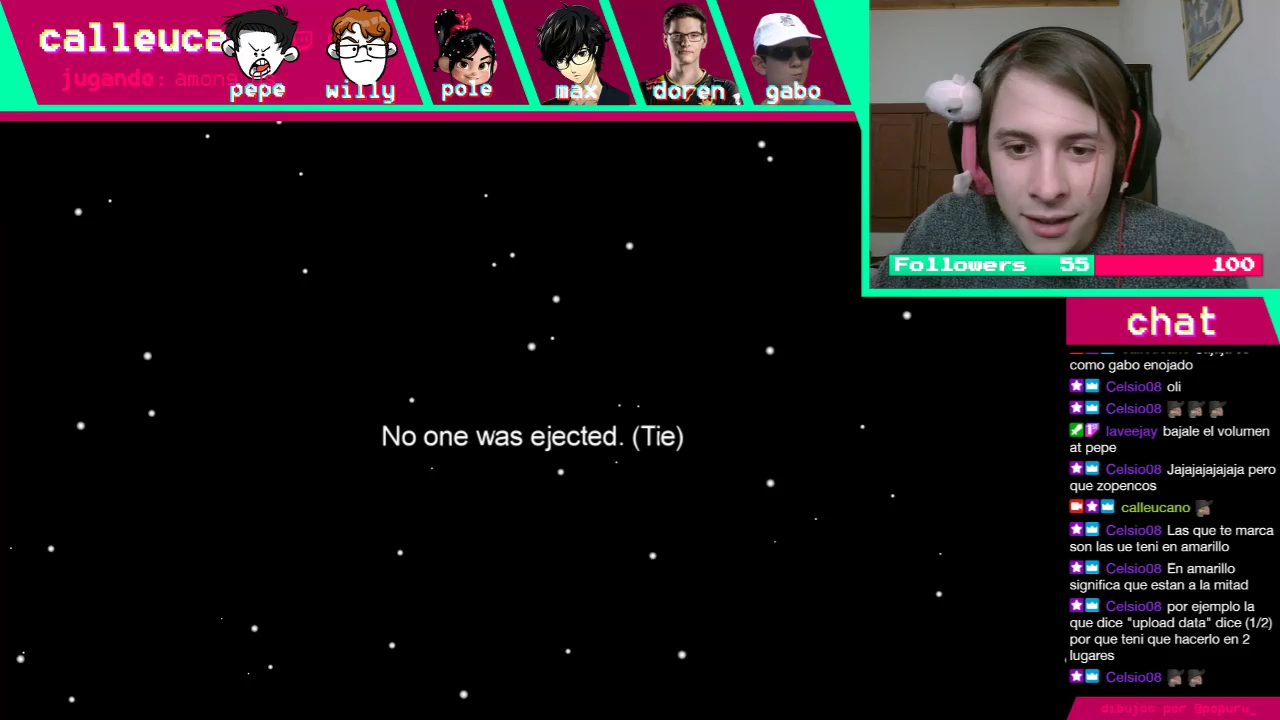 calleuca
jugando: among
pepe
willy
pole
max
doren
gabo
Followers 55 100
No one was ejected. (Tie)
chat
como gabo enojado
Celsio08 oli
Celsio08
laveejay bajale el volumen
at pepe
Celsio08 Jajajajajajaja pero
que zopencos
calleucano
Celsio08 Las que te marca
son las ue teni en amarillo
Celsio08 En amarillo
significa que estan a la mitad
Celsio08 por ejemplo la
que dice "upload data" dice (1/2)
por que teni que hacerlo en 2
lugares
Celsio08
dibujos por @popuru_